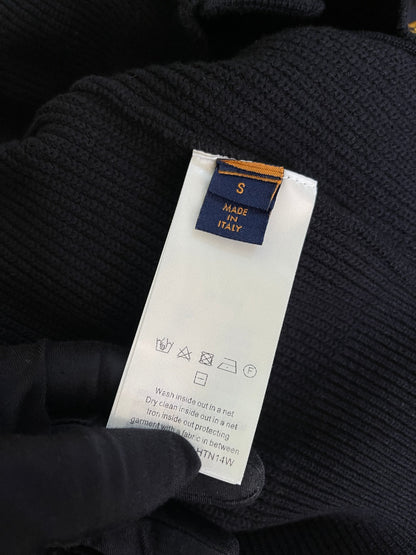 S
MADE
IN
ITALY
F
Wash inside out in a net
Dry clean inside out in a net
Iron inside out protecting
garment with a fabric in between
HTN14W